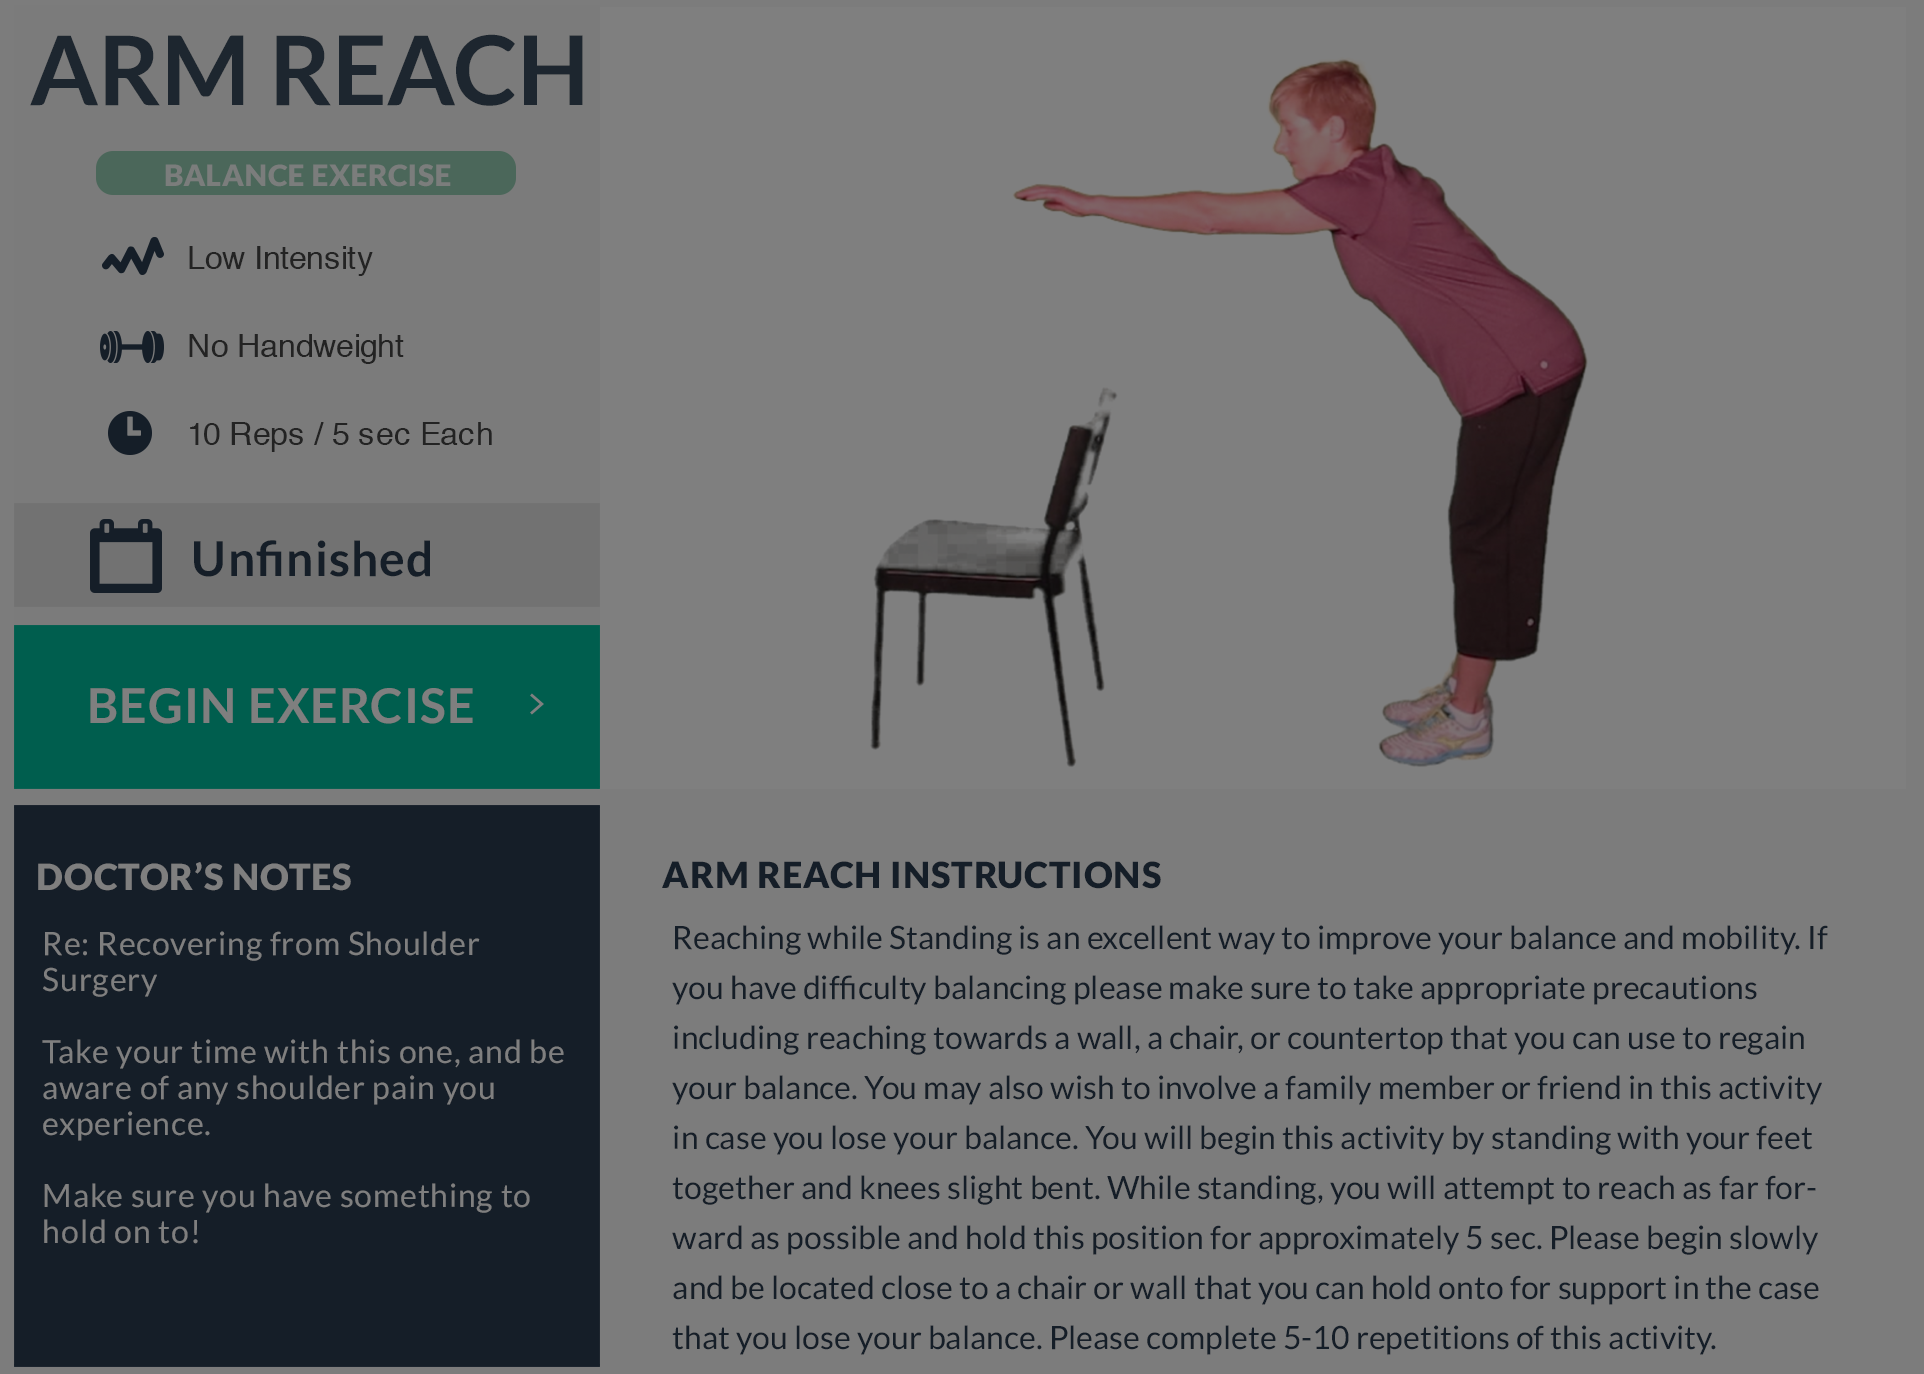 ARM REACH
BALANCE EXERCISE
Low Intensity
No Handweight
10 Reps / 5 sec Each
Unfinished
BEGIN EXERCISE >
DOCTOR’S NOTES
Re: Recovering from Shoulder
Surgery
Take your time with this one, and be
aware of any shoulder pain you
experience.
Make sure you have something to
hold on to!
ARM REACH INSTRUCTIONS
Reaching while Standing is an excellent way to improve your balance and mobility. If
you have difficulty balancing please make sure to take appropriate precautions
including reaching towards a wall, a chair, or countertop that you can use to regain
your balance. You may also wish to involve a family member or friend in this activity
in case you lose your balance. You will begin this activity by standing with your feet
together and knees slight bent. While standing, you will attempt to reach as far for-
ward as possible and hold this position for approximately 5 sec. Please begin slowly
and be located close to a chair or wall that you can hold onto for support in the case
that you lose your balance. Please complete 5-10 repetitions of this activity.